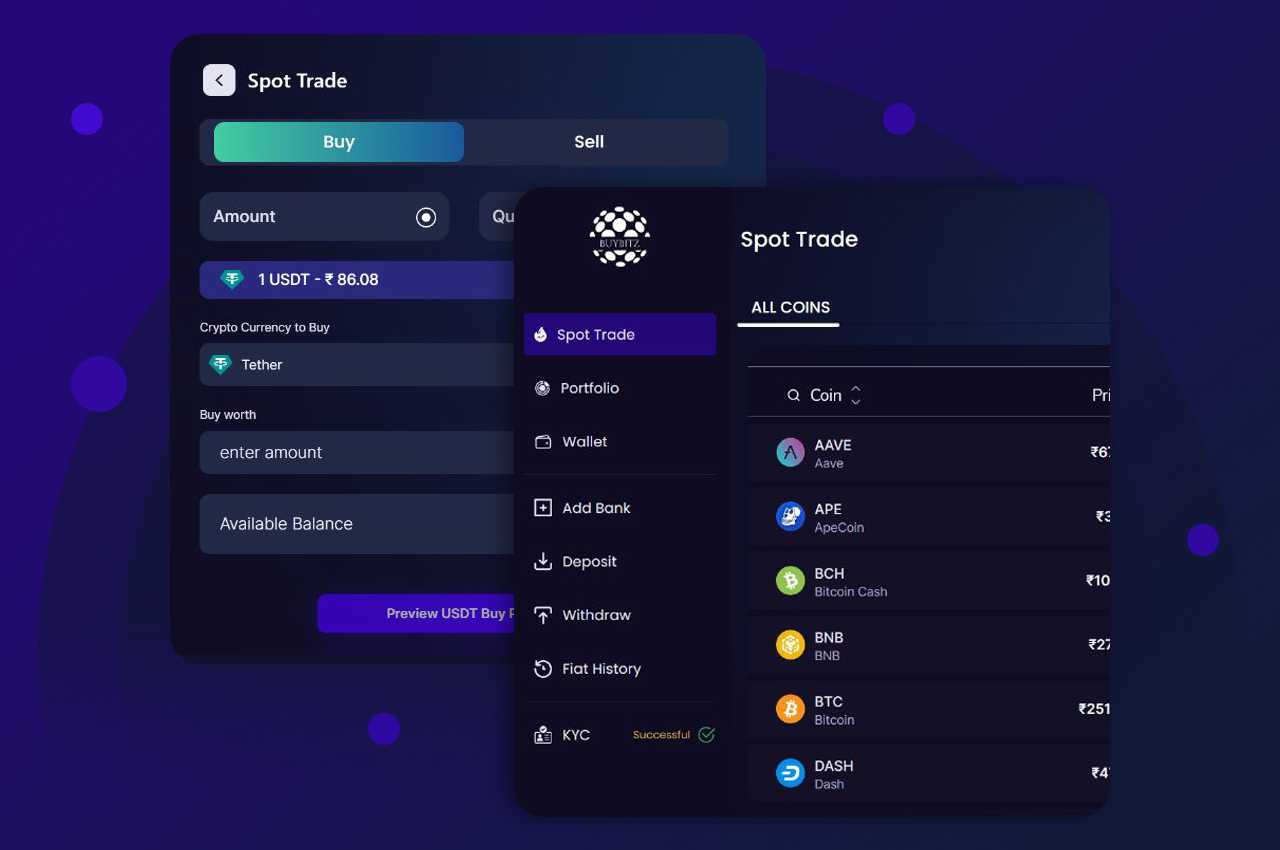 Spot Trade
Buy
Sell
Amount
Qu
1 USDT - ₹ 86.08
Crypto Currency to Buy
Tether
Buy worth
enter amount
Available Balance
Preview USDT Buy
BUYBITZ
Spot Trade
Portfolio
Wallet
Add Bank
Deposit
Withdraw
Fiat History
KYC Successful
Spot Trade
ALL COINS
Coin Pri
AAVE
Aave
₹67
APE
ApeCoin
₹3
BCH
Bitcoin Cash
₹10
BNB
BNB
₹27
BTC
Bitcoin
₹251
DASH
Dash
₹4